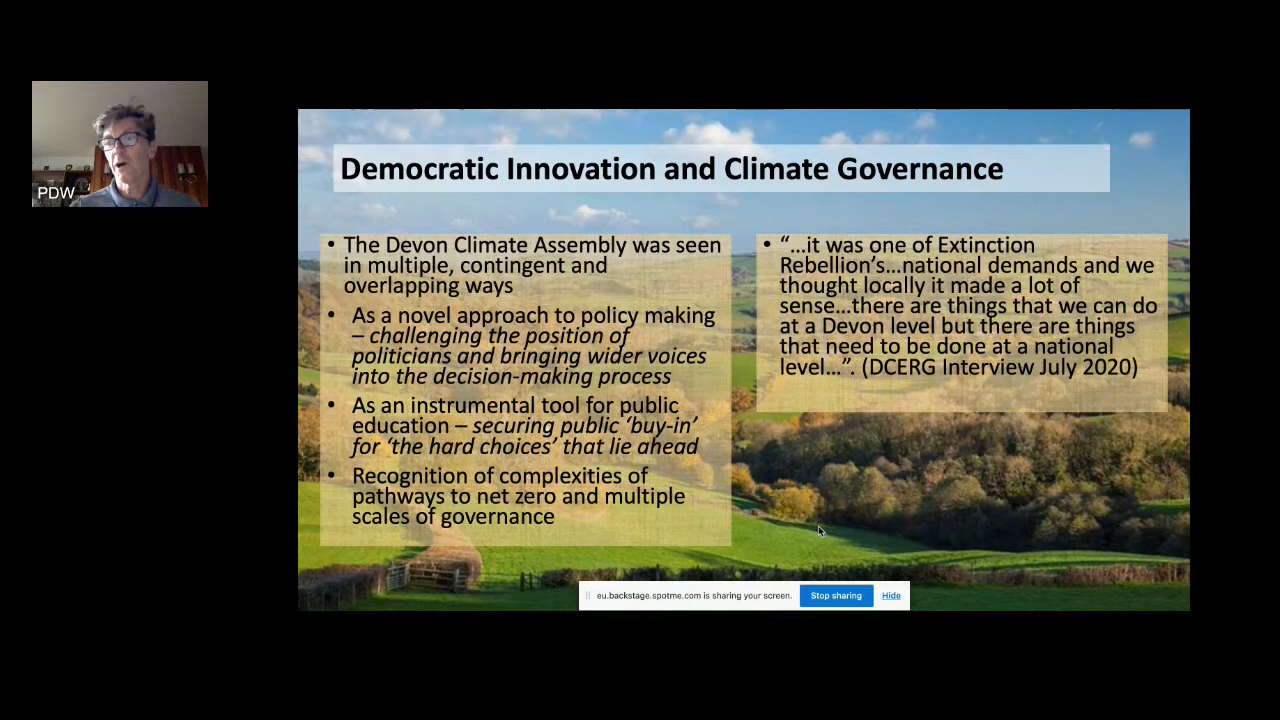 PDW
Democratic Innovation and Climate Governance
• The Devon Climate Assembly was seen
in multiple, contingent and
overlapping ways
• As a novel approach to policy making
– challenging the position of
politicians and bringing wider voices
into the decision-making process
• As an instrumental tool for public
education – securing public ‘buy-in’
for ‘the hard choices’ that lie ahead
• Recognition of complexities of
pathways to net zero and multiple
scales of governance
• “…it was one of Extinction
Rebellion’s…national demands and we
thought locally it made a lot of
sense…there are things that we can do
at a Devon level but there are things
that need to be done at a national
level…”. (DCERG Interview July 2020)
eu.backstage.spotme.com is sharing your screen. Stop sharing Hide